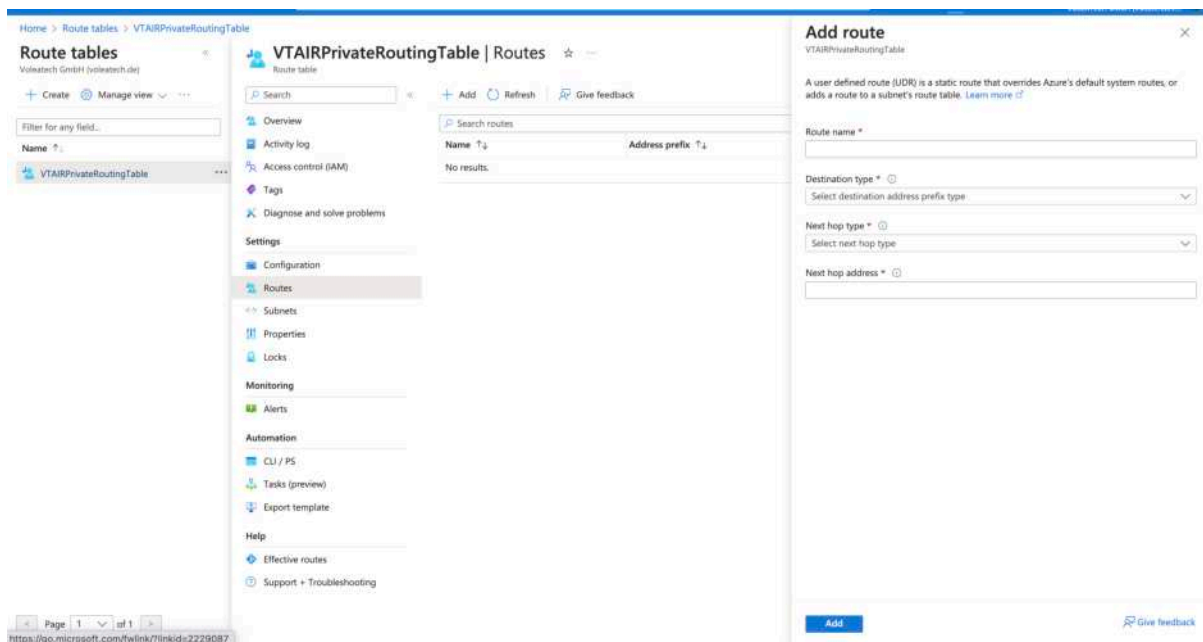 Home > Route tables > VTAIRPrivateRoutingTable
Route tables
Voleatech GmbH (voleatech.de)
+ Create Manage view ...
Filter for any field...
Name ↑↓
VTAIRPrivateRoutingTable ...
< Page 1 of 1 >
https://go.microsoft.com/fwlink/?linkid=2229087
VTAIRPrivateRoutingTable | Routes ☆ ...
Route table
Search
Overview
Activity log
Access control (IAM)
Tags
Diagnose and solve problems
Settings
Configuration
Routes
Subnets
Properties
Locks
Monitoring
Alerts
Automation
CLI / PS
Tasks (preview)
Export template
Help
Effective routes
Support + Troubleshooting
+ Add Refresh Give feedback
Search routes
Name ↑↓ Address prefix ↑↓
No results.
Add route
VTAIRPrivateRoutingTable
A user defined route (UDR) is a static route that overrides Azure's default system routes, or
adds a route to a subnet's route table. Learn more
Route name *
Destination type *
Select destination address prefix type
Next hop type *
Select next hop type
Next hop address *
Add Give feedback